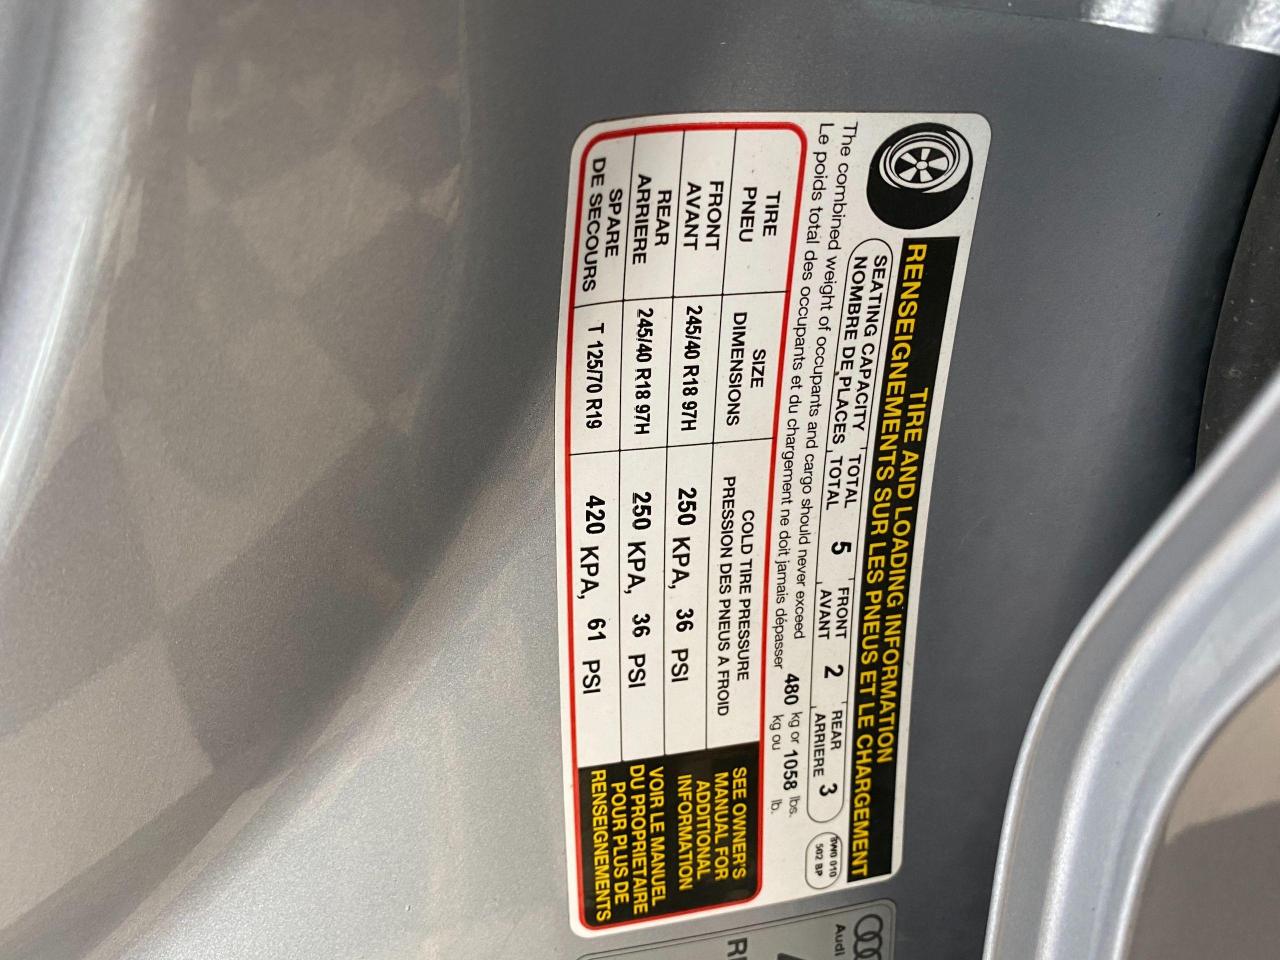 TIRE AND LOADING INFORMATION
RENSEIGNEMENTS SUR LES PNEUS ET LE CHARGEMENT
SEATING CAPACITY TOTAL 5 FRONT 2 REAR 3
NOMBRE DE PLACES TOTAL AVANT ARRIERE
8W0 010
502 BP
The combined weight of occupants and cargo should never exceed 480 kg or 1058 lbs.
Le poids total des occupants et du chargement ne doit jamais dépasser kg ou lb.
TIRE SIZE COLD TIRE PRESSURE
PNEU DIMENSIONS PRESSION DES PNEUS A FROID
FRONT
AVANT 245/40 R18 97H 250 KPA, 36 PSI
REAR
ARRIERE 245/40 R18 97H 250 KPA, 36 PSI
SPARE
DE SECOURS T 125/70 R19 420 KPA, 61 PSI
SEE OWNER'S
MANUAL FOR
ADDITIONAL
INFORMATION
VOIR LE MANUEL
DU PROPRIETAIRE
POUR PLUS DE
RENSEIGNEMENTS
Audi